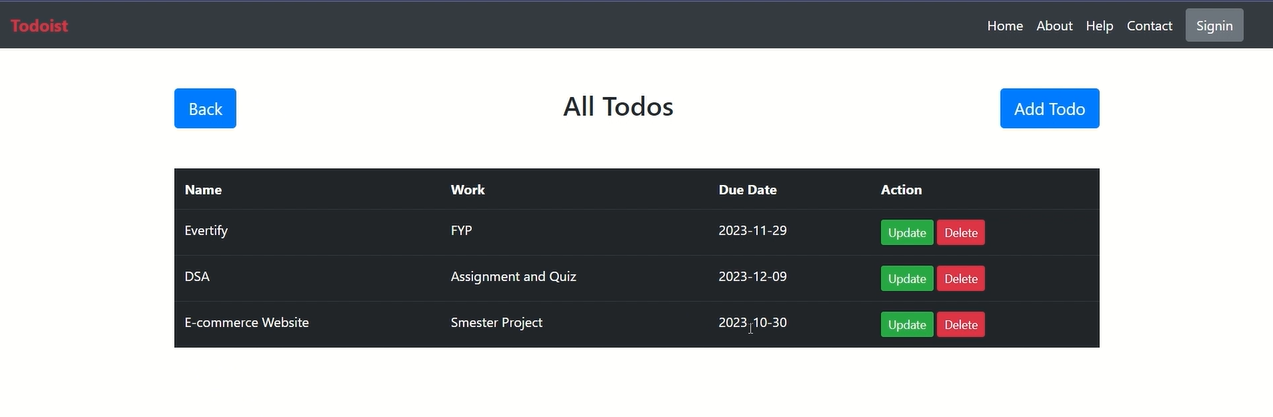 Todoist Home About Help Contact Signin
Back All Todos Add Todo
Name Work Due Date Action
Evertify FYP 2023-11-29 Update Delete
DSA Assignment and Quiz 2023-12-09 Update Delete
E-commerce Website Smester Project 2023-10-30 Update Delete